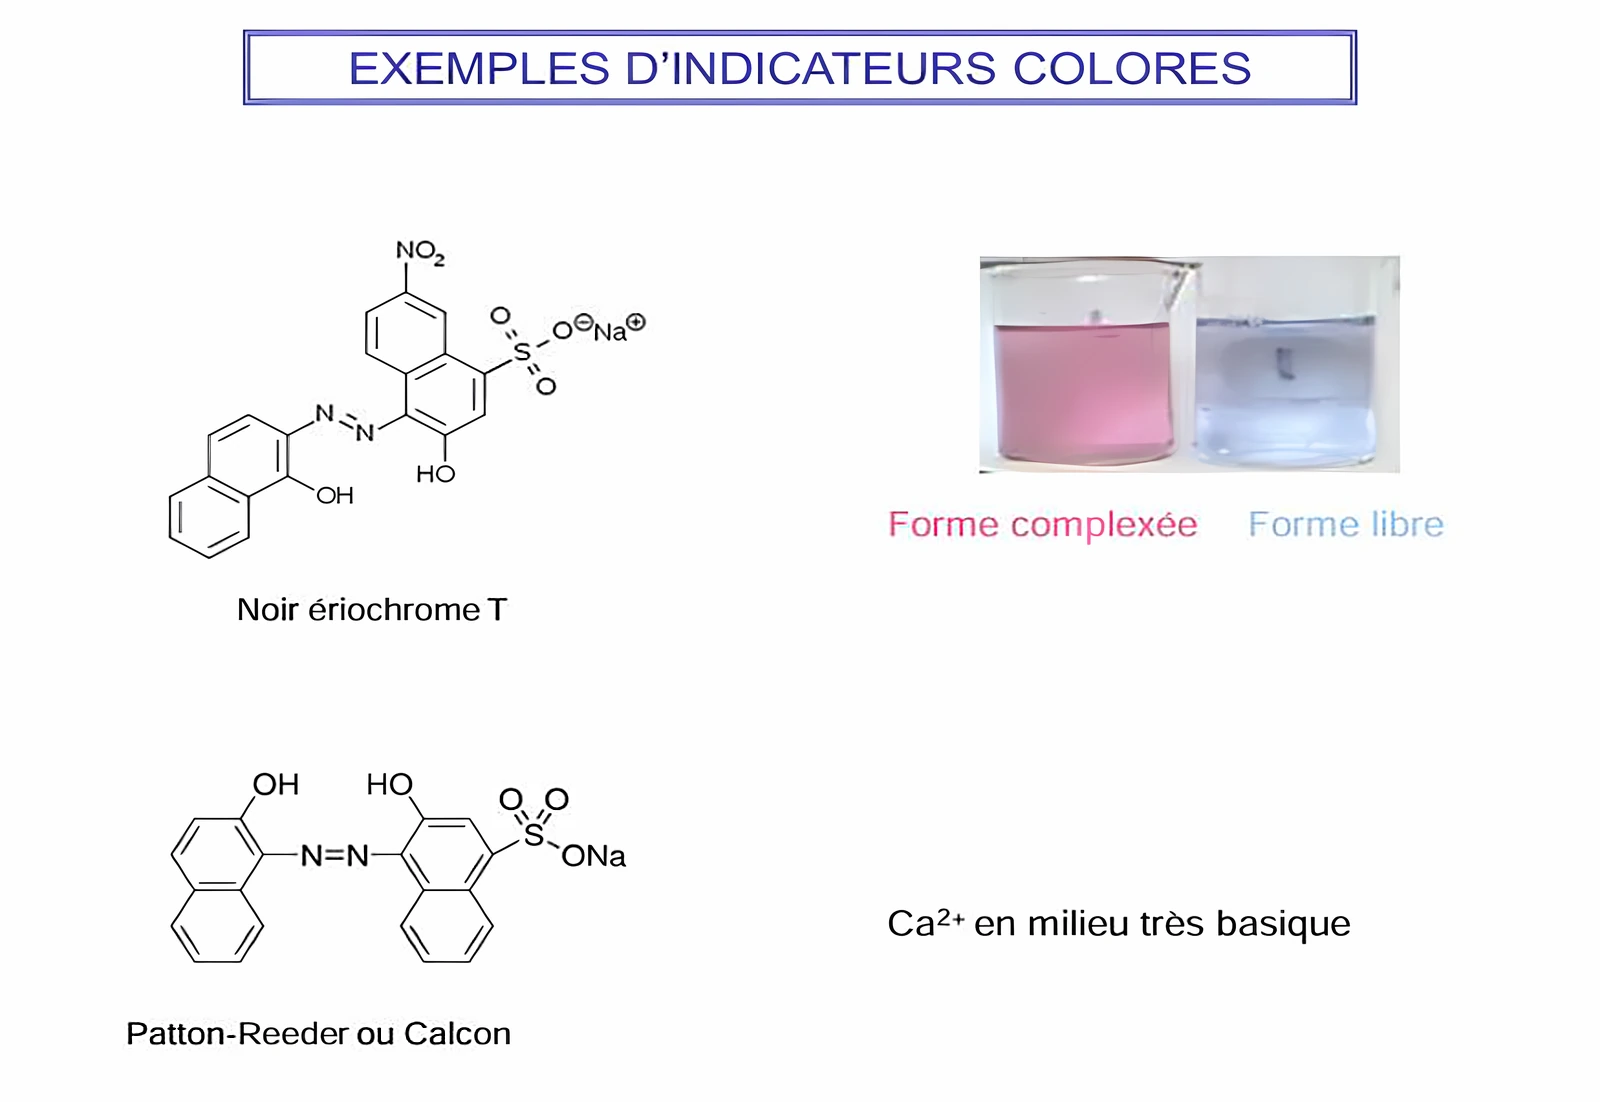 EXEMPLES D'INDICATEURS COLORES
NO₂
O
O⊖Na⊕
S
O
N
N
HO
OH
Forme complexée Forme libre
Noir ériochrome T
OH HO
O O
S
N=N
ONa
Ca²⁺ en milieu très basique
Patton-Reeder ou Calcon